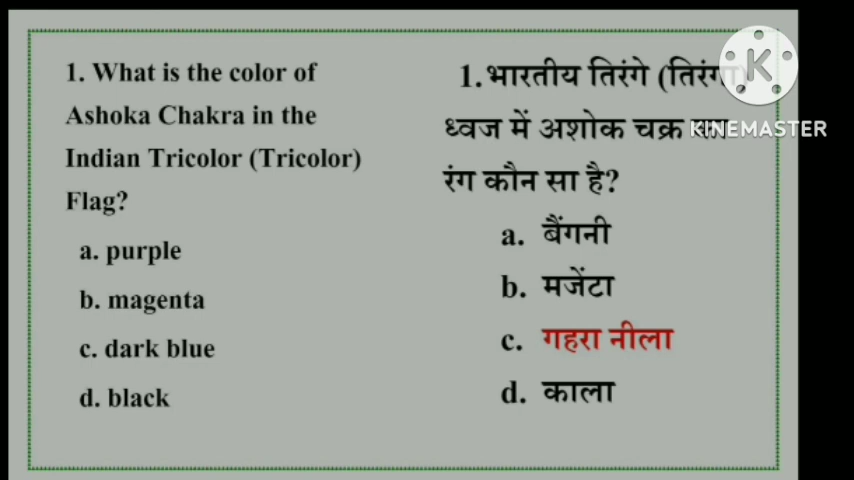 1. What is the color of
Ashoka Chakra in the
Indian Tricolor (Tricolor)
Flag?
a. purple
b. magenta
c. dark blue
d. black
1. भारतीय तिरंगे (तिरंगा)
ध्वज में अशोक चक्र का
रंग कौन सा है?
a. बैंगनी
b. मजेंटा
c. गहरा नीला
d. काला
K
KINEMASTER